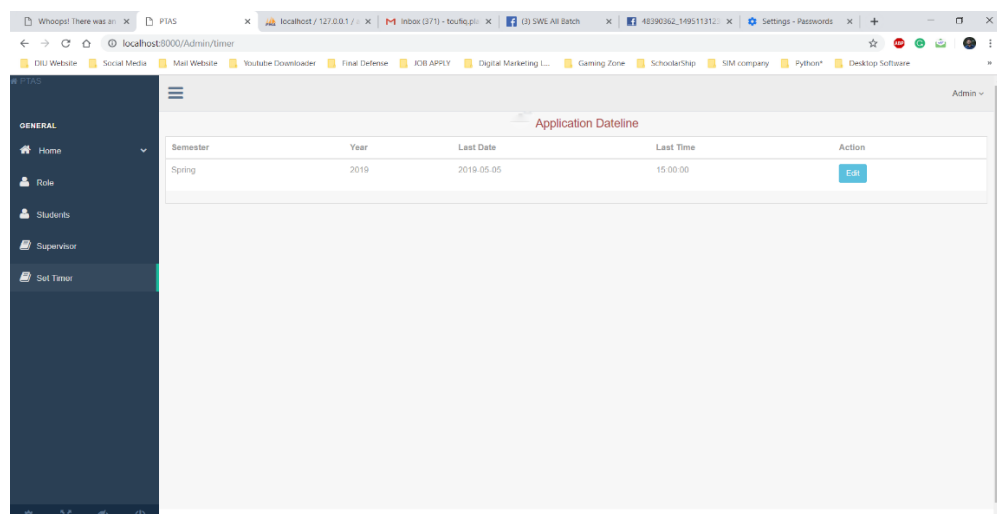 Whoops! There was an
PTAS
localhost / 127.0.0.1 /
Inbox (371) - toufiq.pi
(3) SWE All Batch
48390362_1495113125
Settings - Passwords
localhost:8000/Admin/timer
ABP
DIU Website
Social Media
Mail Website
Youtube Downloader
Final Defense
JOB APPLY
Digital Marketing L...
Gaming Zone
SchoolarShip
SIM company
Python*
Desktop Software
»
PTAS
Admin
GENERAL
Home
Role
Students
Supervisor
Set Timer
Application Dateline
Semester Year Last Date Last Time Action
Spring 2019 2019-05-05 15:00:00 Edit